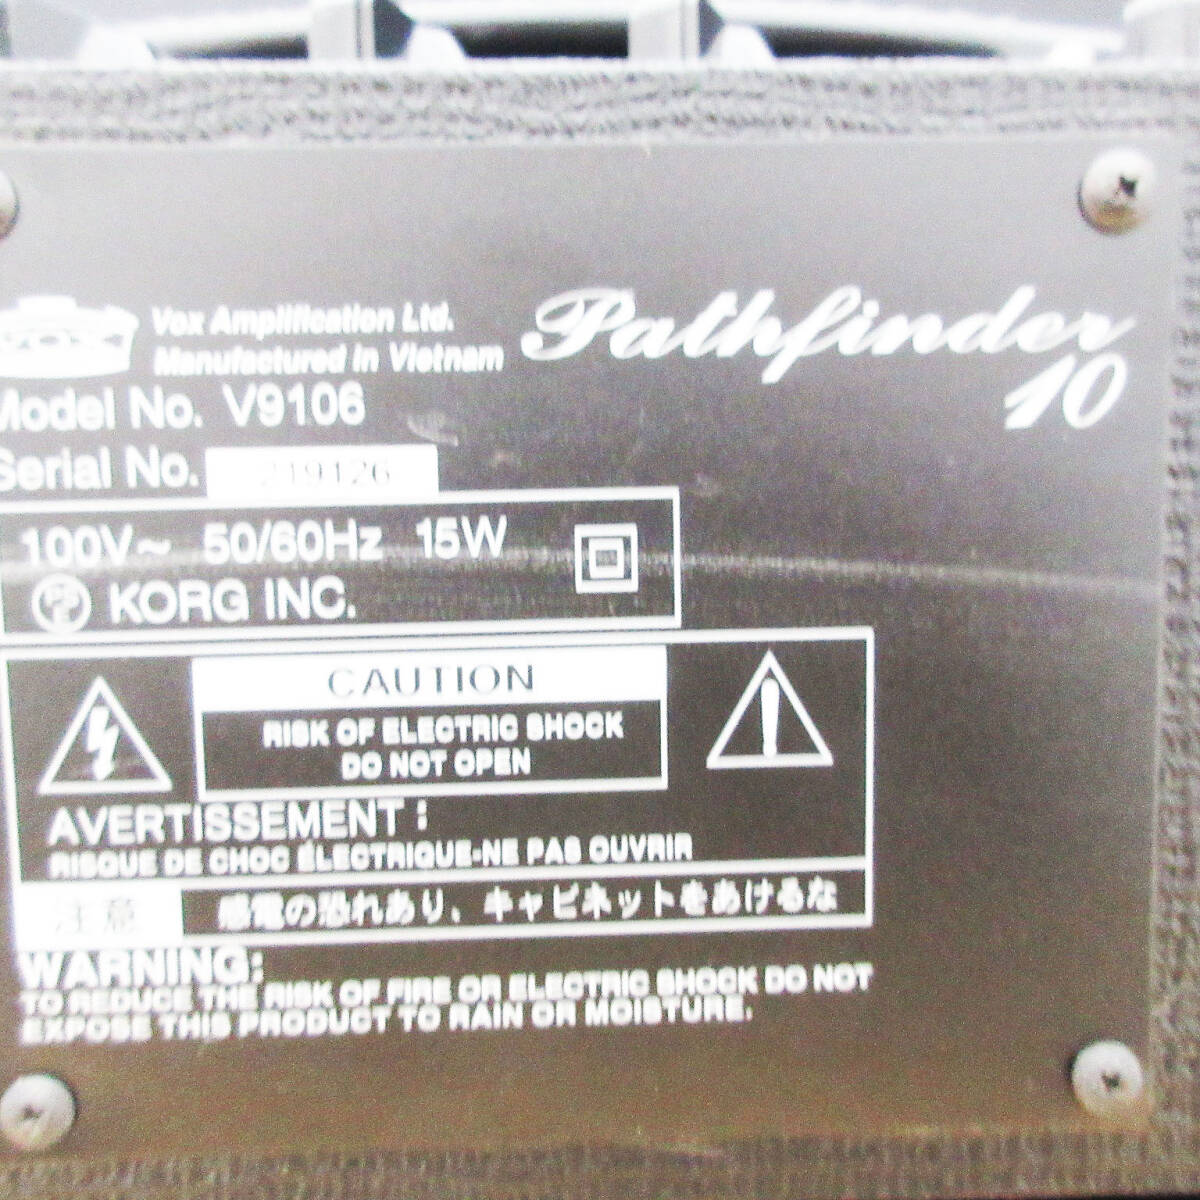 VOX
Vox Amplification Ltd.
Manufactured in Vietnam
Pathfinder
10
Model No. V9106
Serial No. 219126
100V~ 50/60Hz 15W
PSE KORG INC.
CAUTION
RISK OF ELECTRIC SHOCK
DO NOT OPEN
AVERTISSEMENT :
RISQUE DE CHOC ÉLECTRIQUE-NE PAS OUVRIR
注意 感電の恐れあり、キャビネットをあけるな
WARNING:
TO REDUCE THE RISK OF FIRE OR ELECTRIC SHOCK DO NOT
EXPOSE THIS PRODUCT TO RAIN OR MOISTURE.